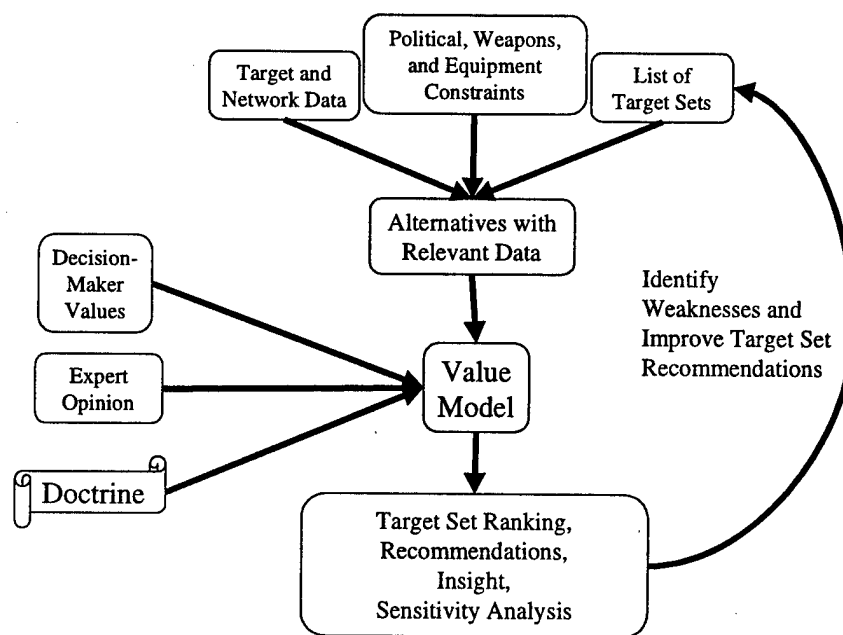 Political, Weapons,
and Equipment
Constraints
Target and
Network Data
List of
Target Sets
Alternatives with
Relevant Data
Decision-
Maker
Values
Identify
Weaknesses and
Improve Target Set
Recommendations
Value
Model
Expert
Opinion
Doctrine
Target Set Ranking,
Recommendations,
Insight,
Sensitivity Analysis